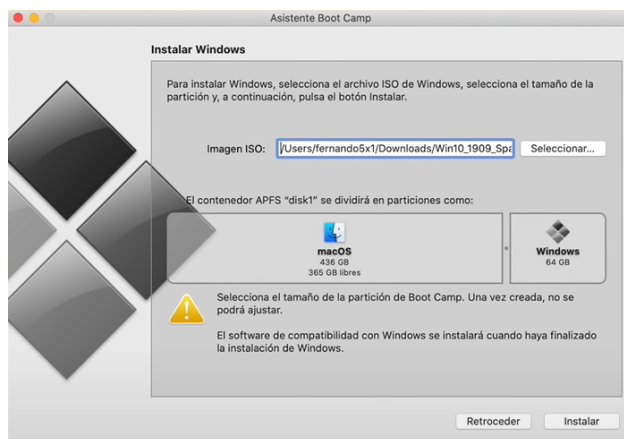 Asistente Boot Camp
Instalar Windows
Para instalar Windows, selecciona el archivo ISO de Windows, selecciona el tamaño de la
partición y, a continuación, pulsa el botón Instalar.
Imagen ISO: /Users/fernando5x1/Downloads/Win10_1909_Spa Seleccionar...
El contenedor APFS "disk1" se dividirá en particiones como:
macOS
436 GB
365 GB libres
Windows
64 GB
Selecciona el tamaño de la partición de Boot Camp. Una vez creada, no se
podrá ajustar.
El software de compatibilidad con Windows se instalará cuando haya finalizado
la instalación de Windows.
Retroceder Instalar